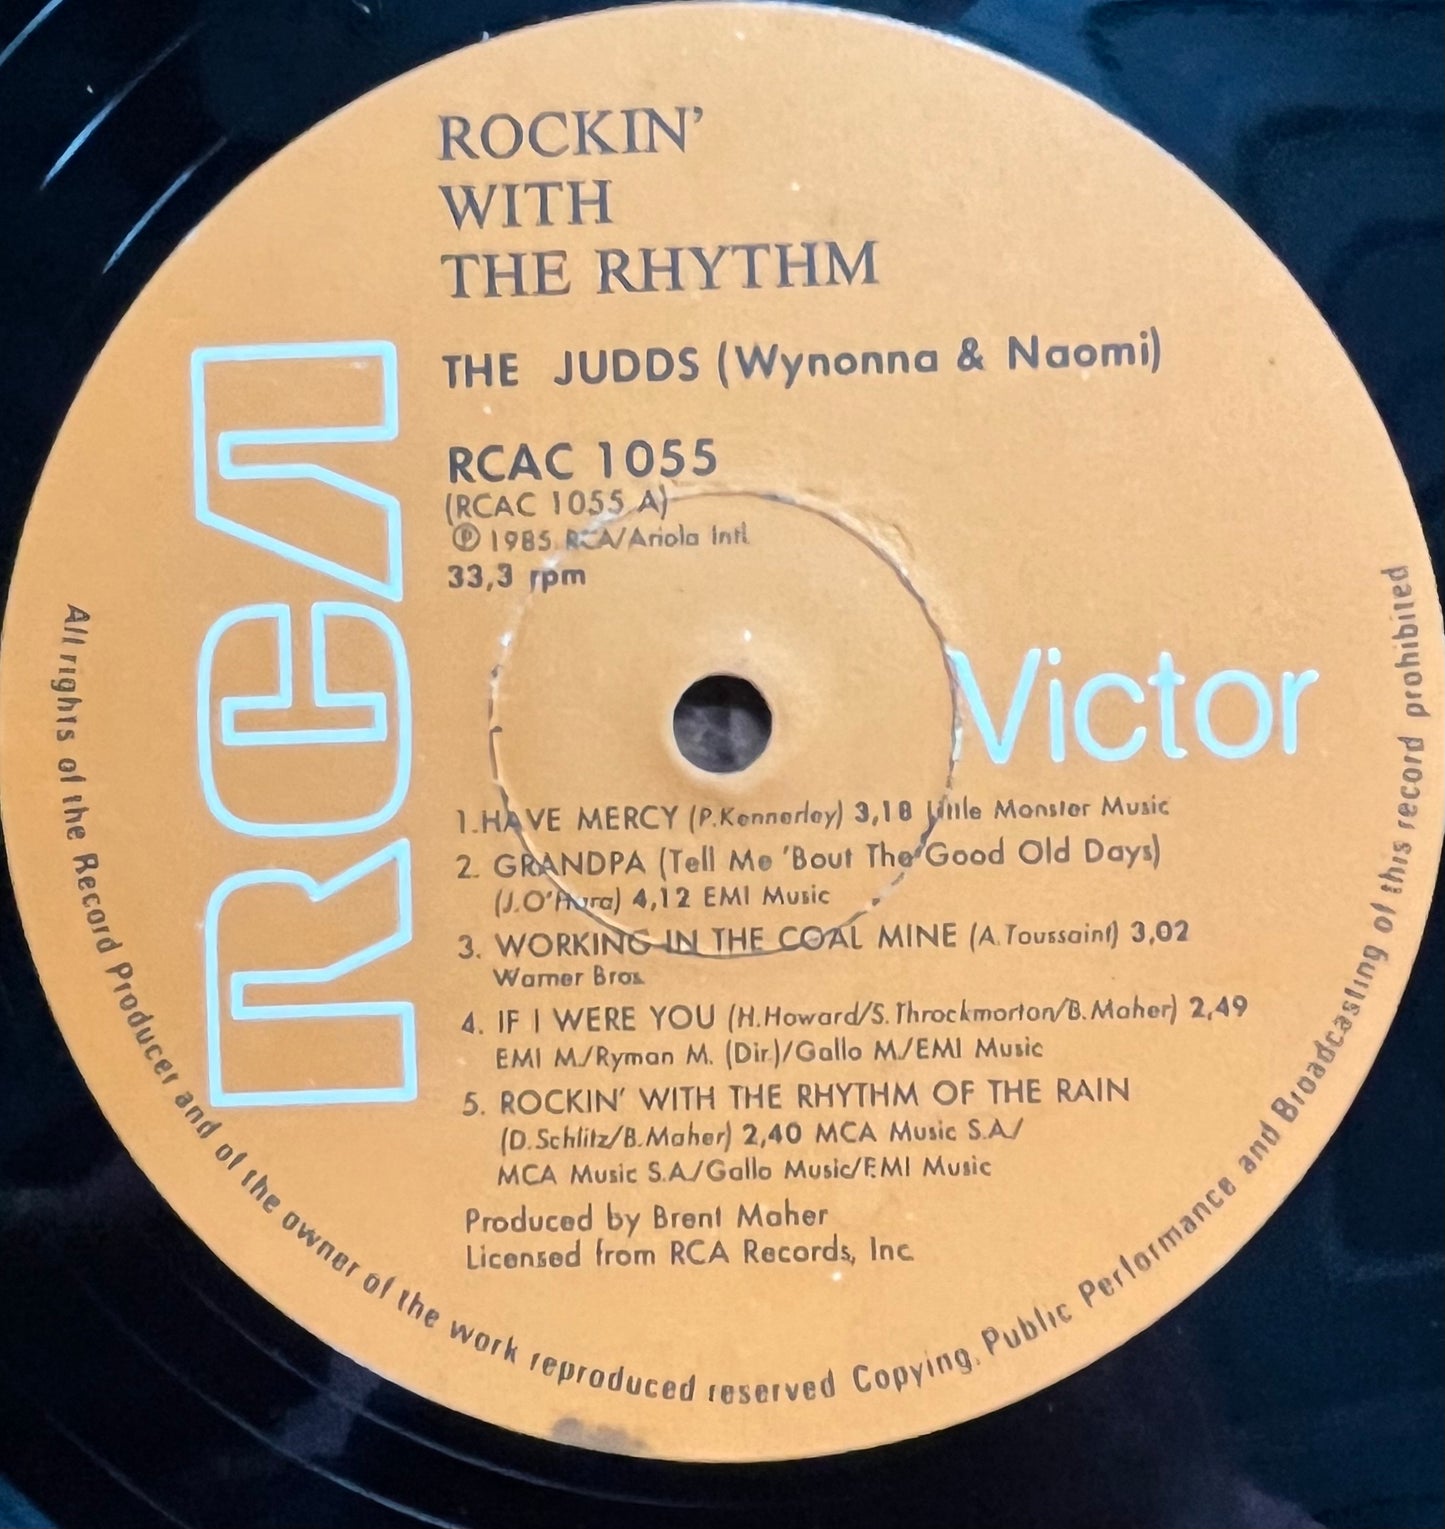 ROCKIN'
WITH
THE RHYTHM
THE JUDDS (Wynonna & Naomi)
RCAC 1055
(RCAC 1055 A)
℗ 1985 RCA/Ariola Intl.
33,3 rpm
RCA
Victor
1.HAVE MERCY (P.Kennerley) 3,18 Little Monster Music
2. GRANDPA (Tell Me 'Bout The Good Old Days)
(J.O'Hara) 4,12 EMI Music
3. WORKING IN THE COAL MINE (A.Toussaint) 3,02
Warner Bros.
4. IF I WERE YOU (H.Howard/S.Throckmorton/B.Maher) 2,49
EMI M./Ryman M. (Dir.)/Gallo M./EMI Music
5. ROCKIN' WITH THE RHYTHM OF THE RAIN
(D.Schlitz/B.Maher) 2,40 MCA Music S.A./
MCA Music S.A./Gallo Music/EMI Music
Produced by Brent Maher
Licensed from RCA Records, Inc.
All rights of the Record Producer and of the owner of the work reproduced reserved Copying, Public Performance and Broadcasting of this record prohibited